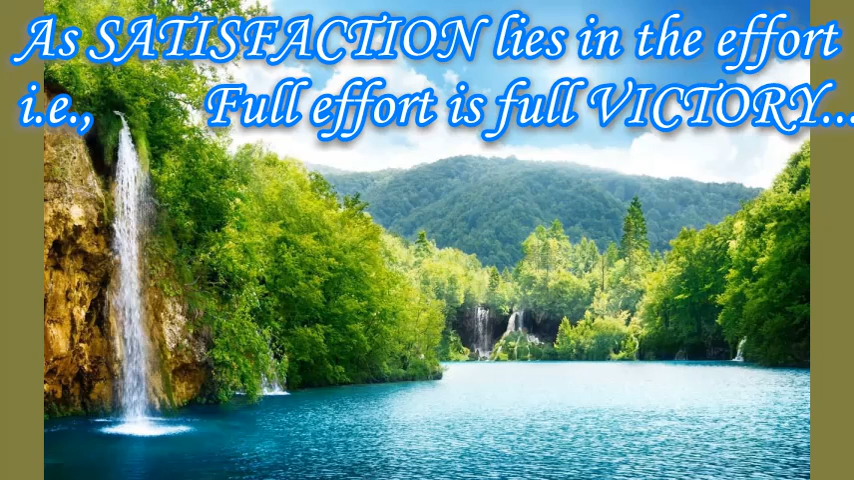 As SATISFACTION lies in the effort
i.e., Full effort is full VICTORY...